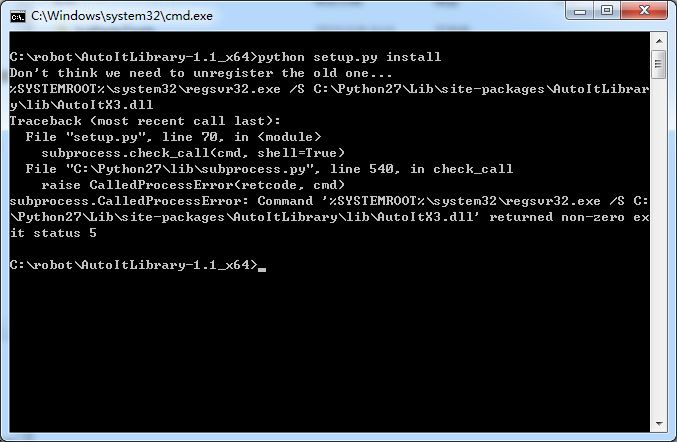 C:\Windows\system32\cmd.exe
C:\robot\AutoItLibrary-1.1_x64>python setup.py install
Don't think we need to unregister the old one...
%SYSTEMROOT%\system32\regsvr32.exe /S C:\Python27\Lib\site-packages\AutoItLibrar
y\lib\AutoItX3.dll
Traceback (most recent call last):
  File "setup.py", line 70, in <module>
    subprocess.check_call(cmd, shell=True)
  File "C:\Python27\lib\subprocess.py", line 540, in check_call
    raise CalledProcessError(retcode, cmd)
subprocess.CalledProcessError: Command '%SYSTEMROOT%\system32\regsvr32.exe /S C:
\Python27\Lib\site-packages\AutoItLibrary\lib\AutoItX3.dll' returned non-zero ex
it status 5
C:\robot\AutoItLibrary-1.1_x64>_